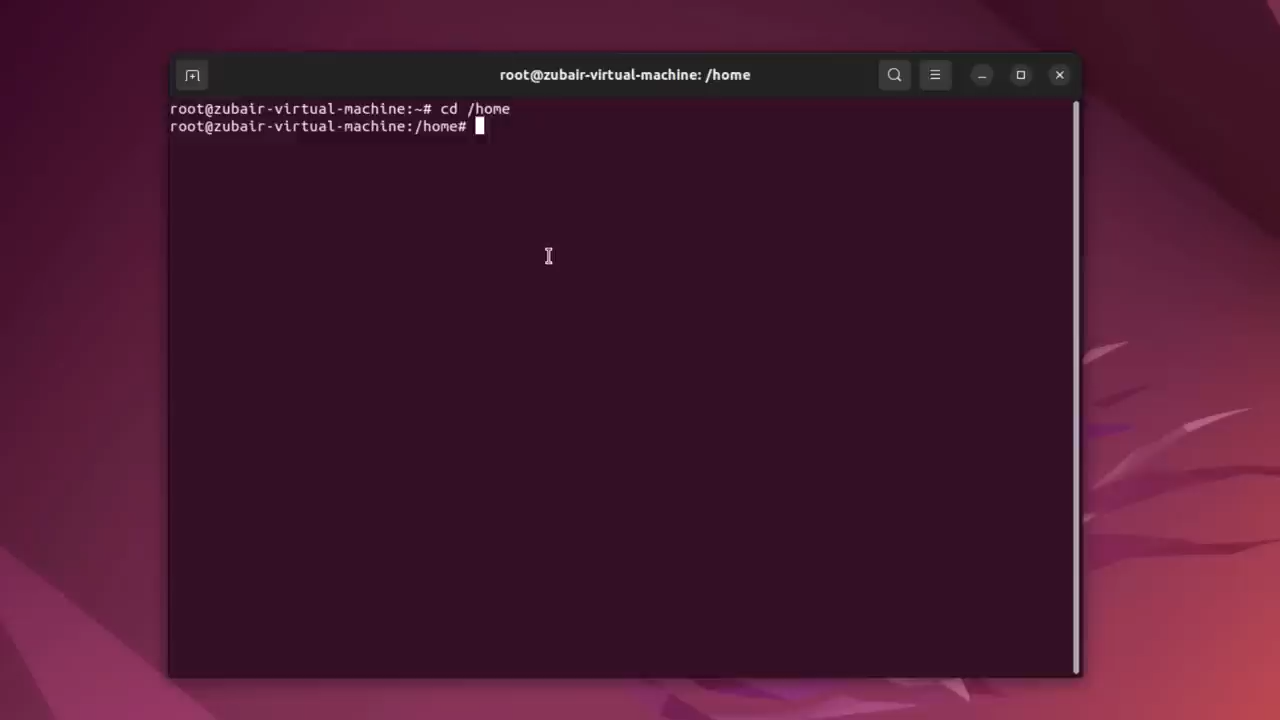 root@zubair-virtual-machine: /home
root@zubair-virtual-machine:~# cd /home
root@zubair-virtual-machine:/home#